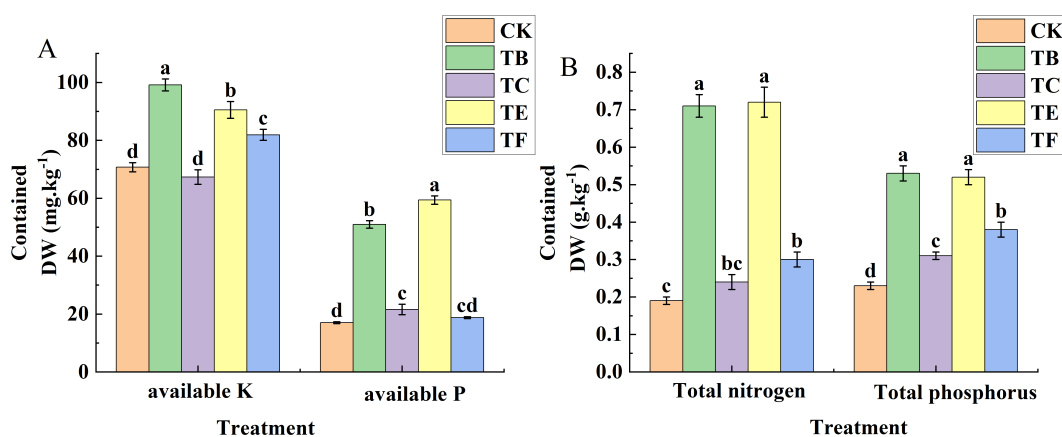 A
CK
TB
TC
TE
TF
100
80
60
40
20
0
Contained
DW (mg.kg⁻¹)
d
a
d
b
c
d
b
c
a
cd
available K
available P
Treatment
B
CK
TB
TC
TE
TF
0.8
0.7
0.6
0.5
0.4
0.3
0.2
0.1
0.0
Contained
DW (g.kg⁻¹)
c
a
bc
a
b
d
a
c
a
b
Total nitrogen
Total phosphorus
Treatment